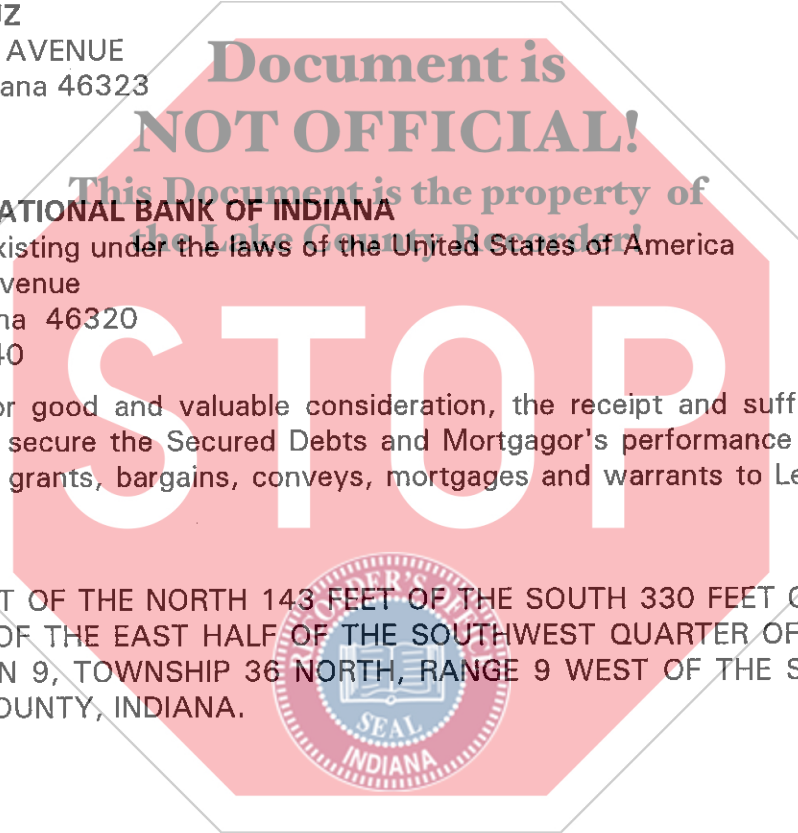 UZ
AVENUE
iana 46323
Document is
NOT OFFICIAL!
This Document is the property of
the Lake County Recorder!
ATIONAL BANK OF INDIANA
xisting under the laws of the United States of America
venue
na 46320
40
STOP
or good and valuable consideration, the receipt and suff
secure the Secured Debts and Mortgagor's performance
grants, bargains, conveys, mortgages and warrants to Le
T OF THE NORTH 143 FEET OF THE SOUTH 330 FEET O
OF THE EAST HALF OF THE SOUTHWEST QUARTER OF
N 9, TOWNSHIP 36 NORTH, RANGE 9 WEST OF THE S
OUNTY, INDIANA.
RECORDER'S OFFICE
SEAL
INDIANA